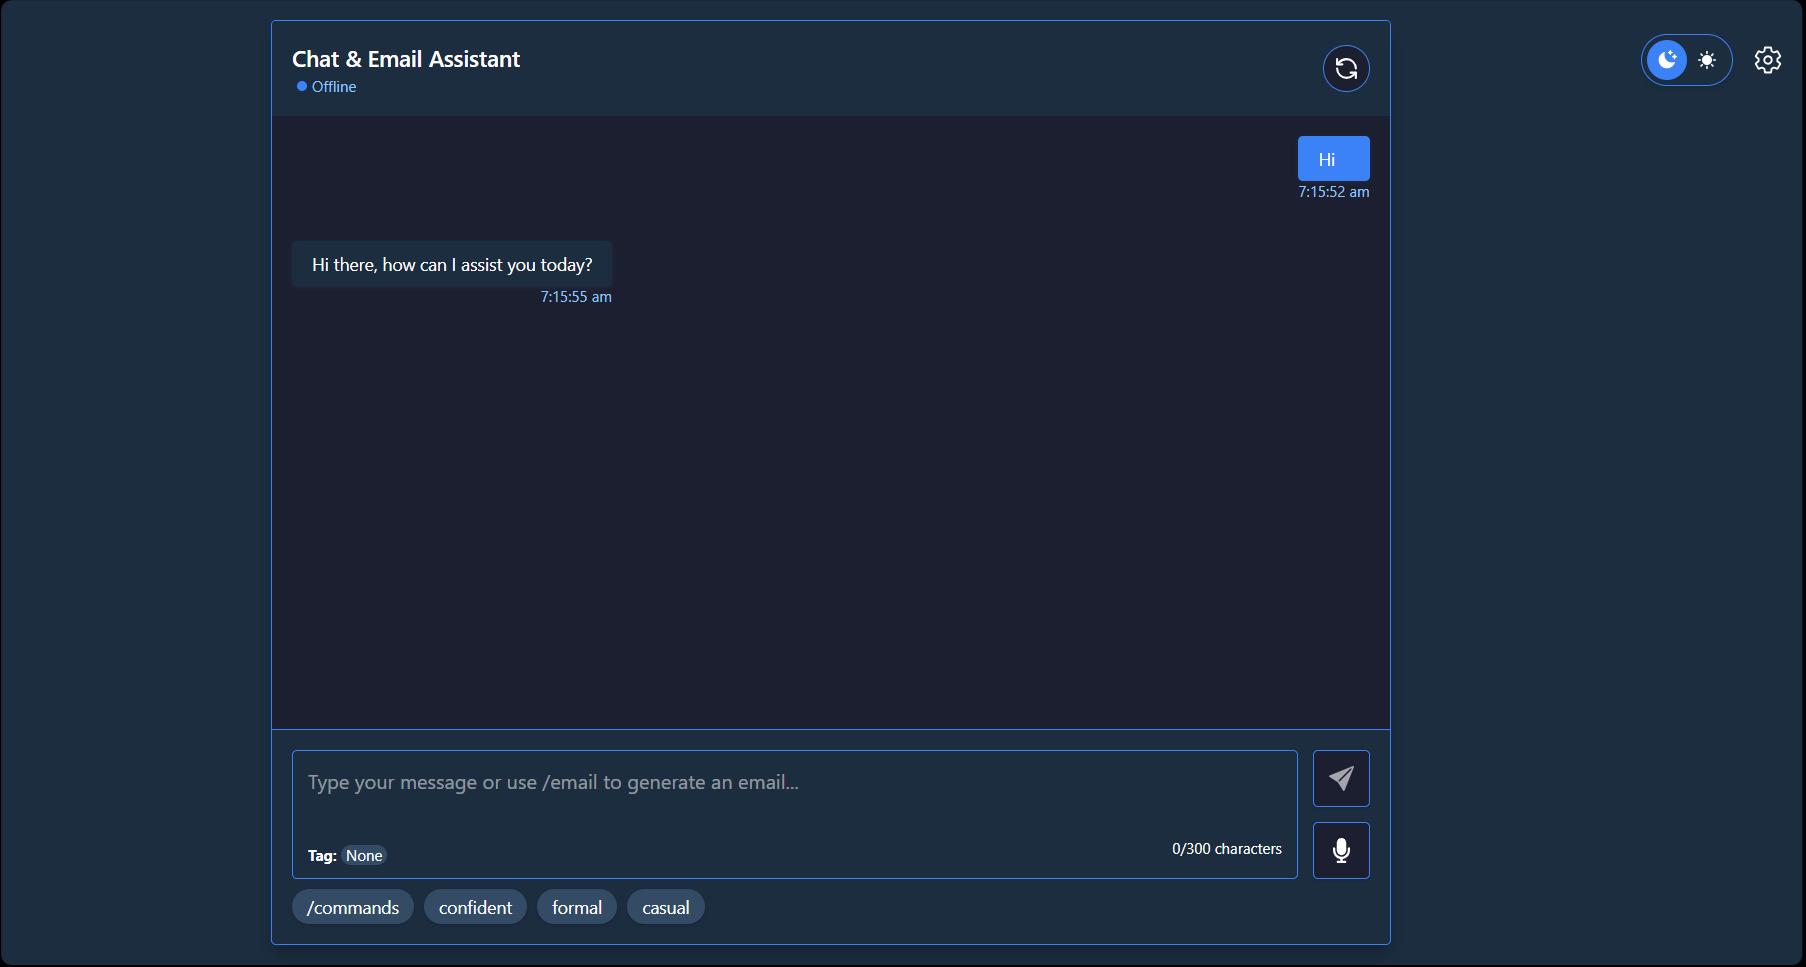 Chat & Email Assistant
Offline
Hi
7:15:52 am
Hi there, how can I assist you today?
7:15:55 am
Type your message or use /email to generate an email...
Tag: None
0/300 characters
/commands confident formal casual